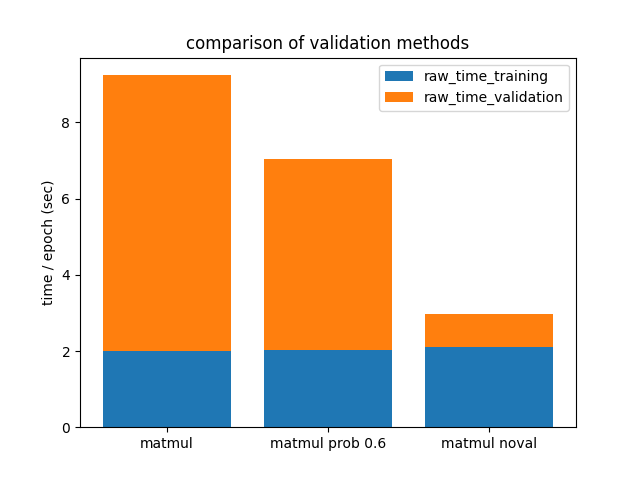 comparison of validation methods
raw_time_training
raw_time_validation
time / epoch (sec)
8
6
4
2
0
matmul
matmul prob 0.6
matmul noval